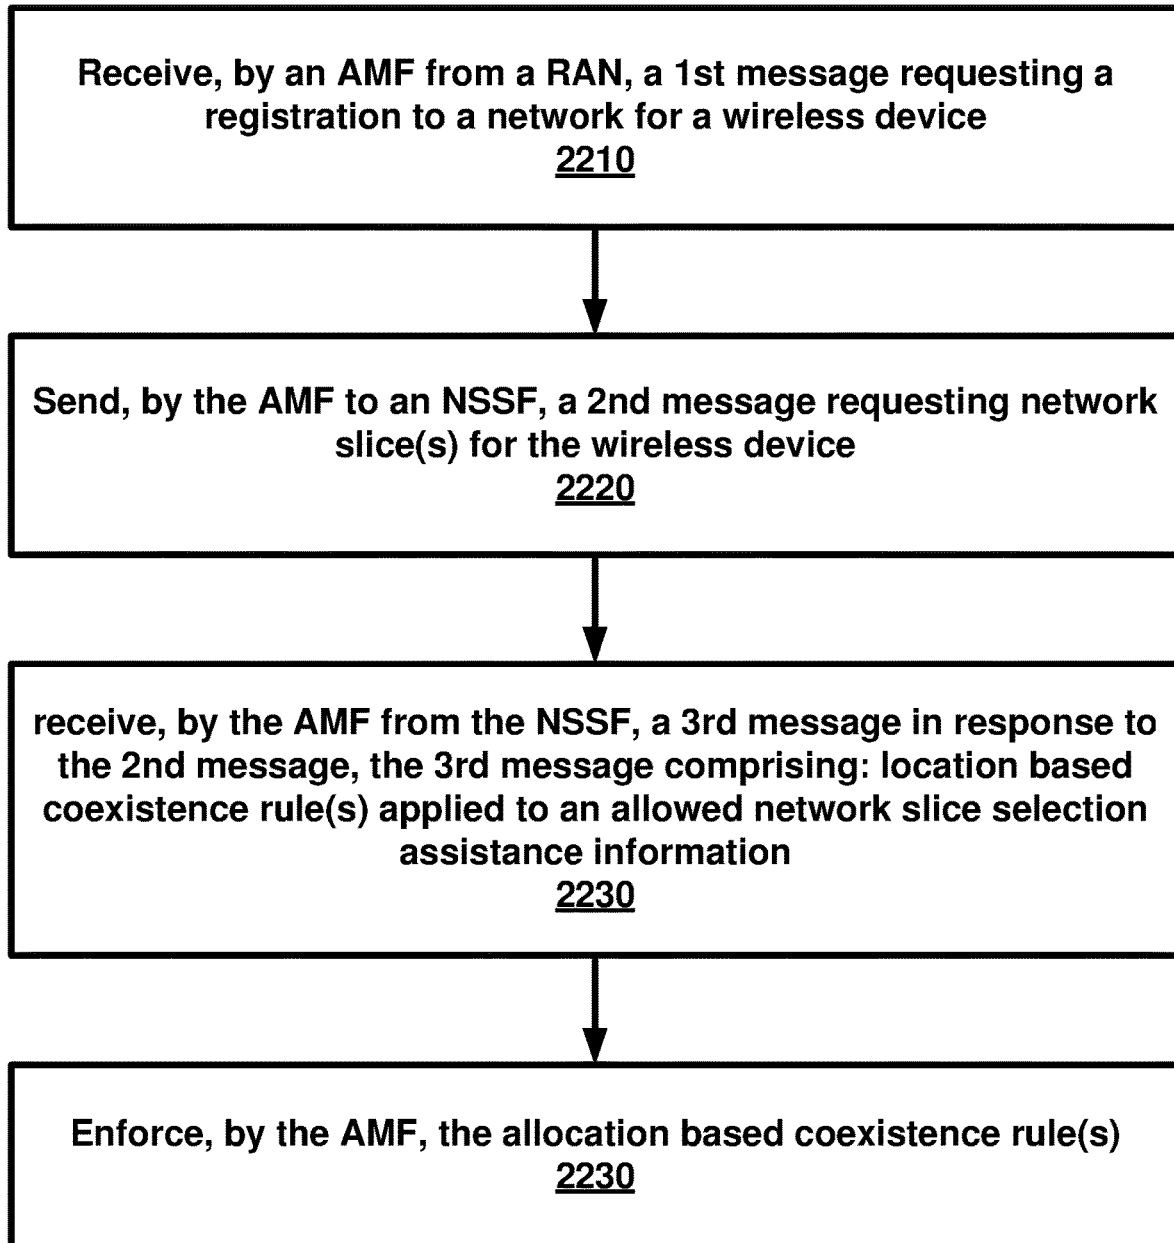 Receive, by an AMF from a RAN, a 1st message requesting a
registration to a network for a wireless device
2210
Send, by the AMF to an NSSF, a 2nd message requesting network
slice(s) for the wireless device
2220
receive, by the AMF from the NSSF, a 3rd message in response to
the 2nd message, the 3rd message comprising: location based
coexistence rule(s) applied to an allowed network slice selection
assistance information
2230
Enforce, by the AMF, the allocation based coexistence rule(s)
2230